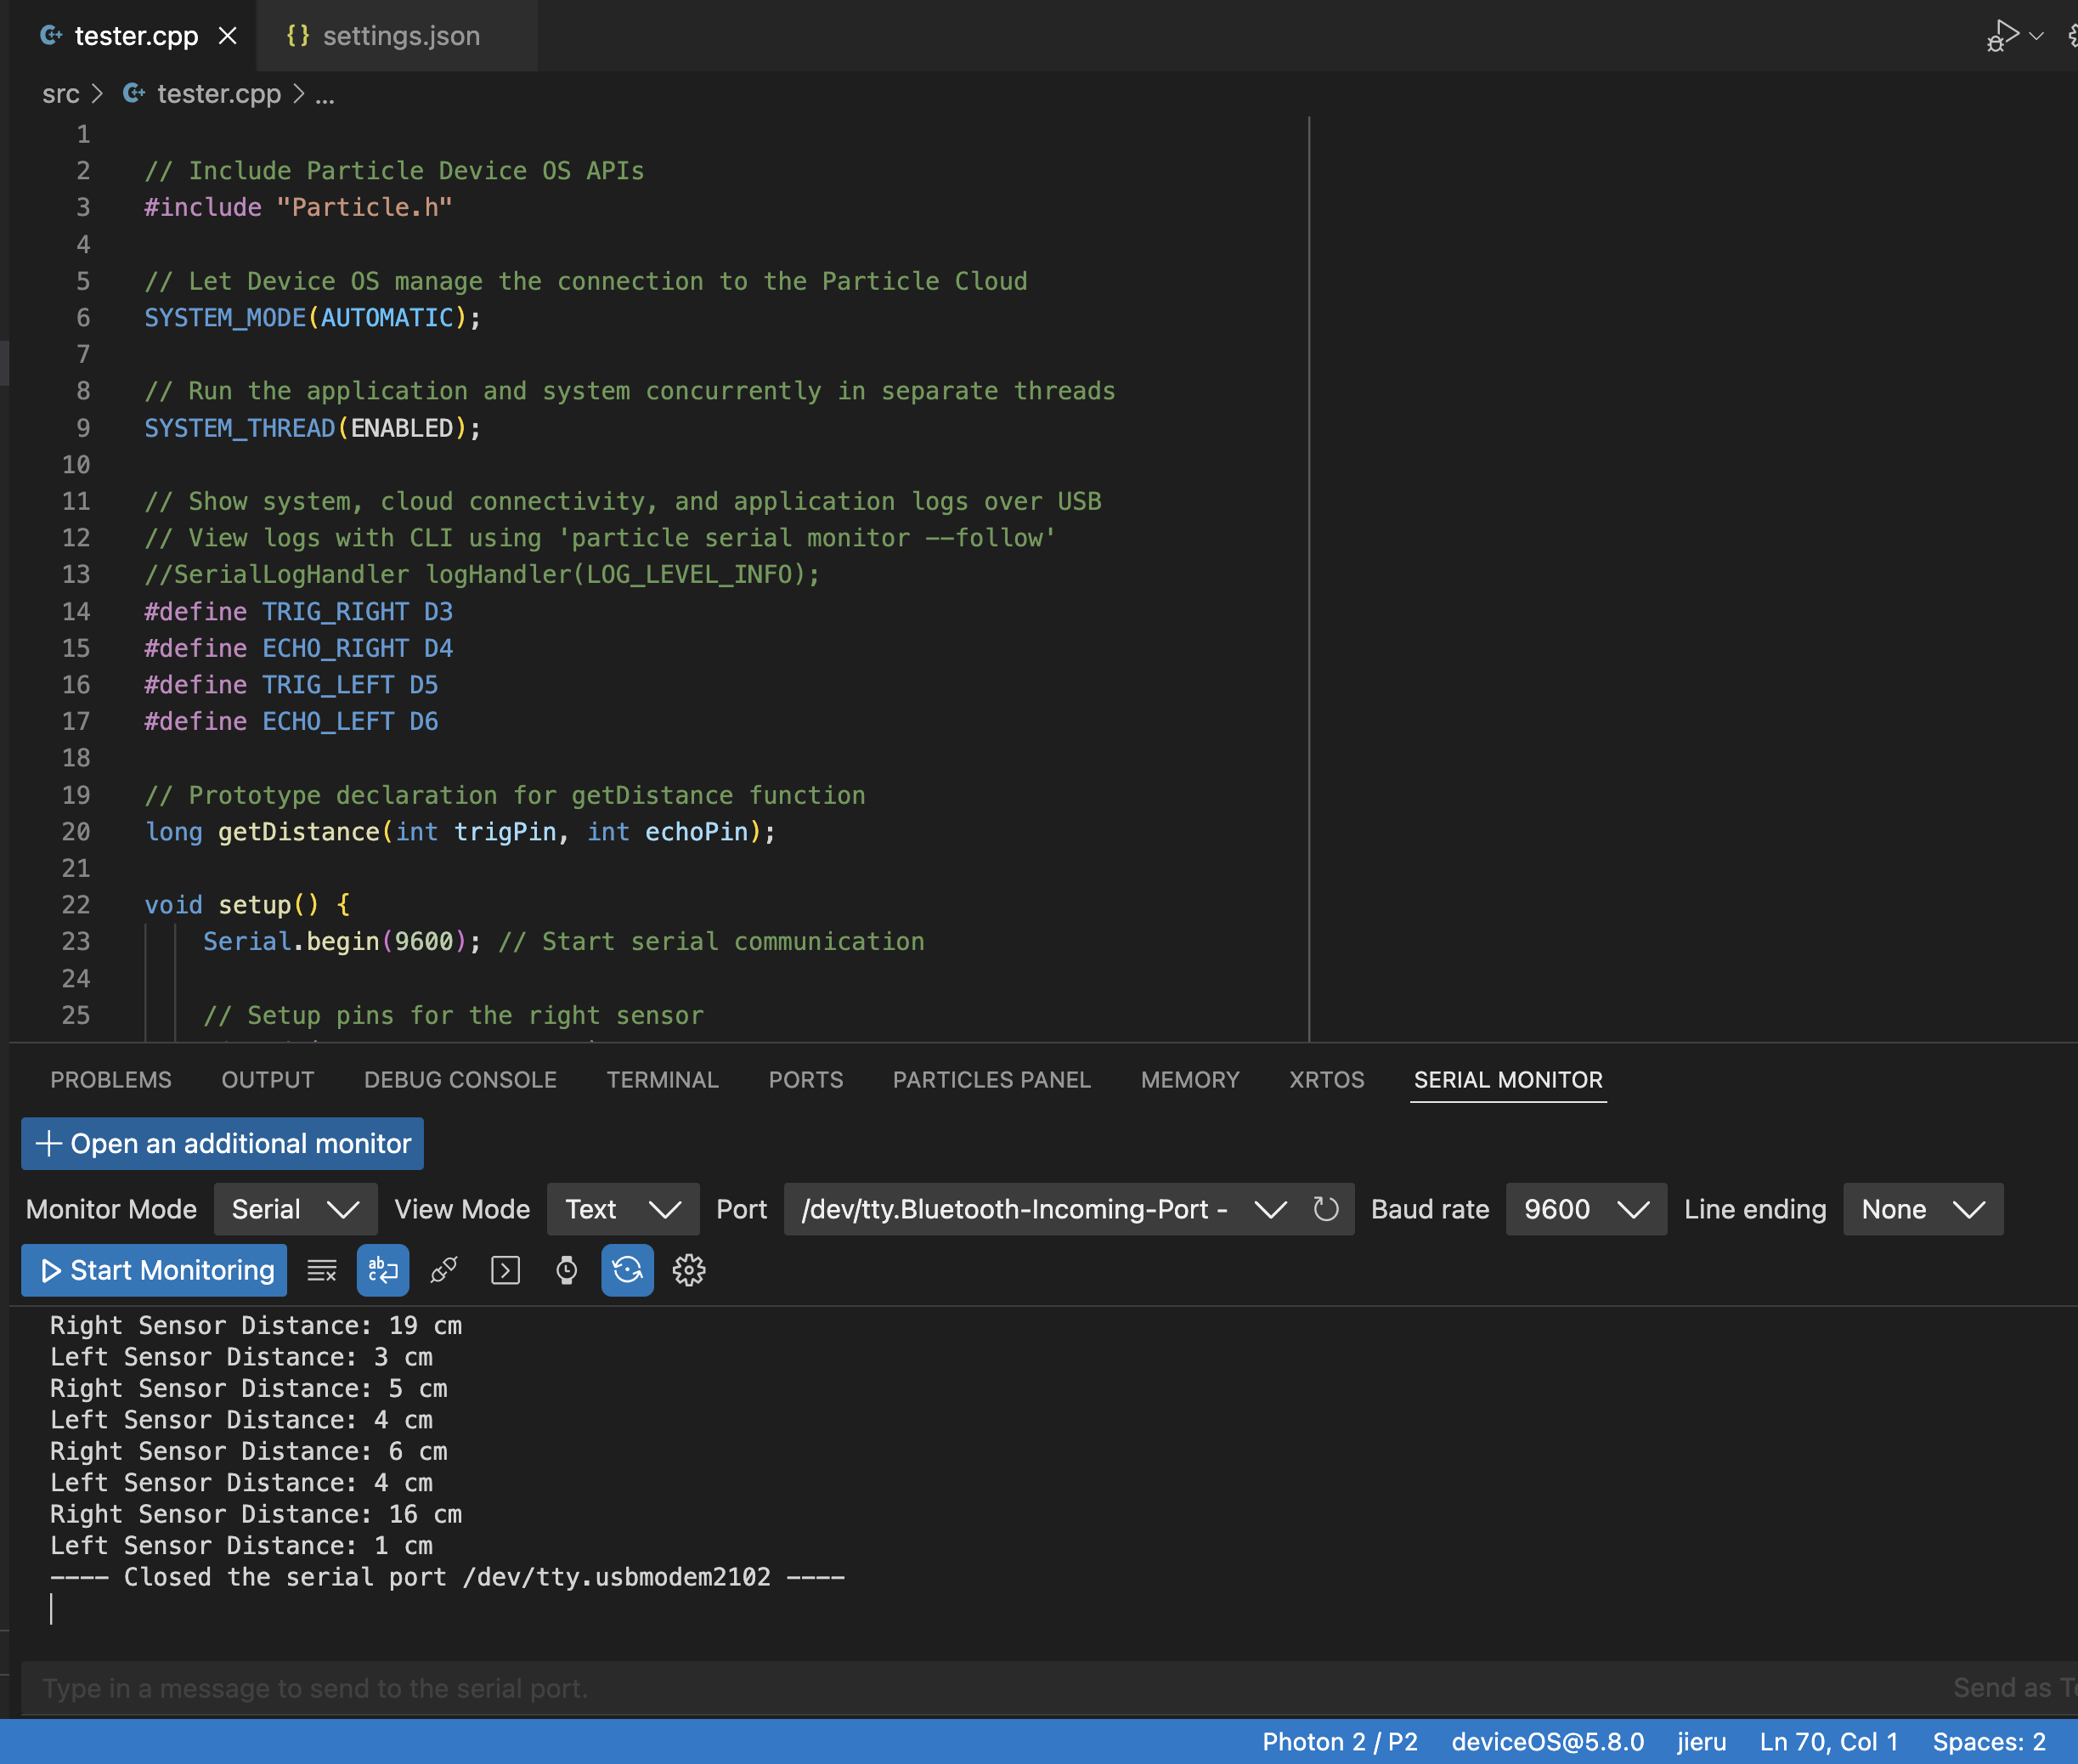 tester.cpp
{} settings.json
src > tester.cpp > ...
1
2 // Include Particle Device OS APIs
3 #include "Particle.h"
4
5 // Let Device OS manage the connection to the Particle Cloud
6 SYSTEM_MODE(AUTOMATIC);
7
8 // Run the application and system concurrently in separate threads
9 SYSTEM_THREAD(ENABLED);
10
11 // Show system, cloud connectivity, and application logs over USB
12 // View logs with CLI using 'particle serial monitor --follow'
13 //SerialLogHandler logHandler(LOG_LEVEL_INFO);
14 #define TRIG_RIGHT D3
15 #define ECHO_RIGHT D4
16 #define TRIG_LEFT D5
17 #define ECHO_LEFT D6
18
19 // Prototype declaration for getDistance function
20 long getDistance(int trigPin, int echoPin);
21
22 void setup() {
23 Serial.begin(9600); // Start serial communication
24
25 // Setup pins for the right sensor
PROBLEMS OUTPUT DEBUG CONSOLE TERMINAL PORTS PARTICLES PANEL MEMORY XRTOS SERIAL MONITOR
+ Open an additional monitor
Monitor Mode Serial View Mode Text Port /dev/tty.Bluetooth-Incoming-Port - Baud rate 9600 Line ending None
Start Monitoring
Right Sensor Distance: 19 cm
Left Sensor Distance: 3 cm
Right Sensor Distance: 5 cm
Left Sensor Distance: 4 cm
Right Sensor Distance: 6 cm
Left Sensor Distance: 4 cm
Right Sensor Distance: 16 cm
Left Sensor Distance: 1 cm
---- Closed the serial port /dev/tty.usbmodem2102 ----
Type in a message to send to the serial port. Send as
Photon 2 / P2 deviceOS@5.8.0 jieru Ln 70, Col 1 Spaces: 2